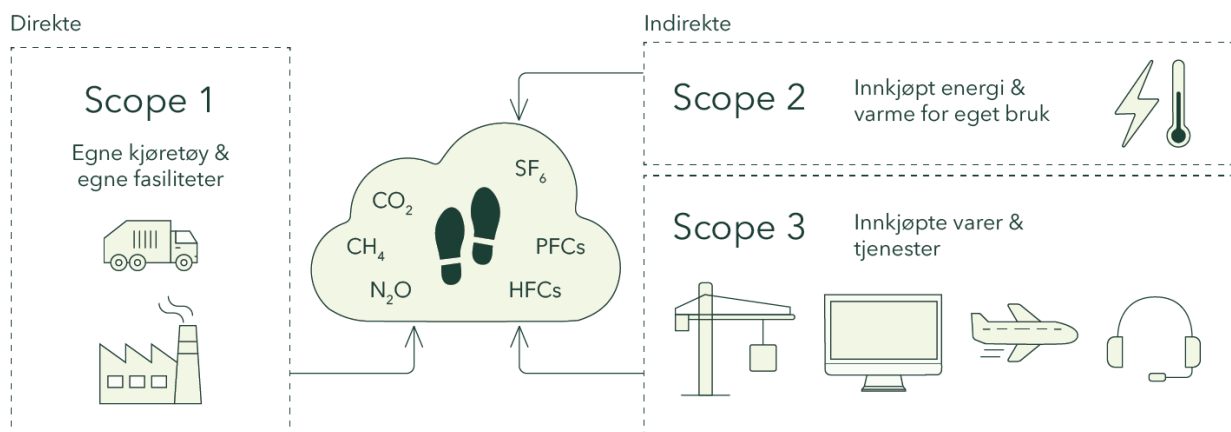 Direkte
Scope 1
Egne kjøretøy &
egne fasiliteter
CO₂
CH₄
N₂O
SF₆
PFCs
HFCs
Indirekte
Scope 2
Innkjøpt energi &
varme for eget bruk
Scope 3
Innkjøpte varer &
tjenester